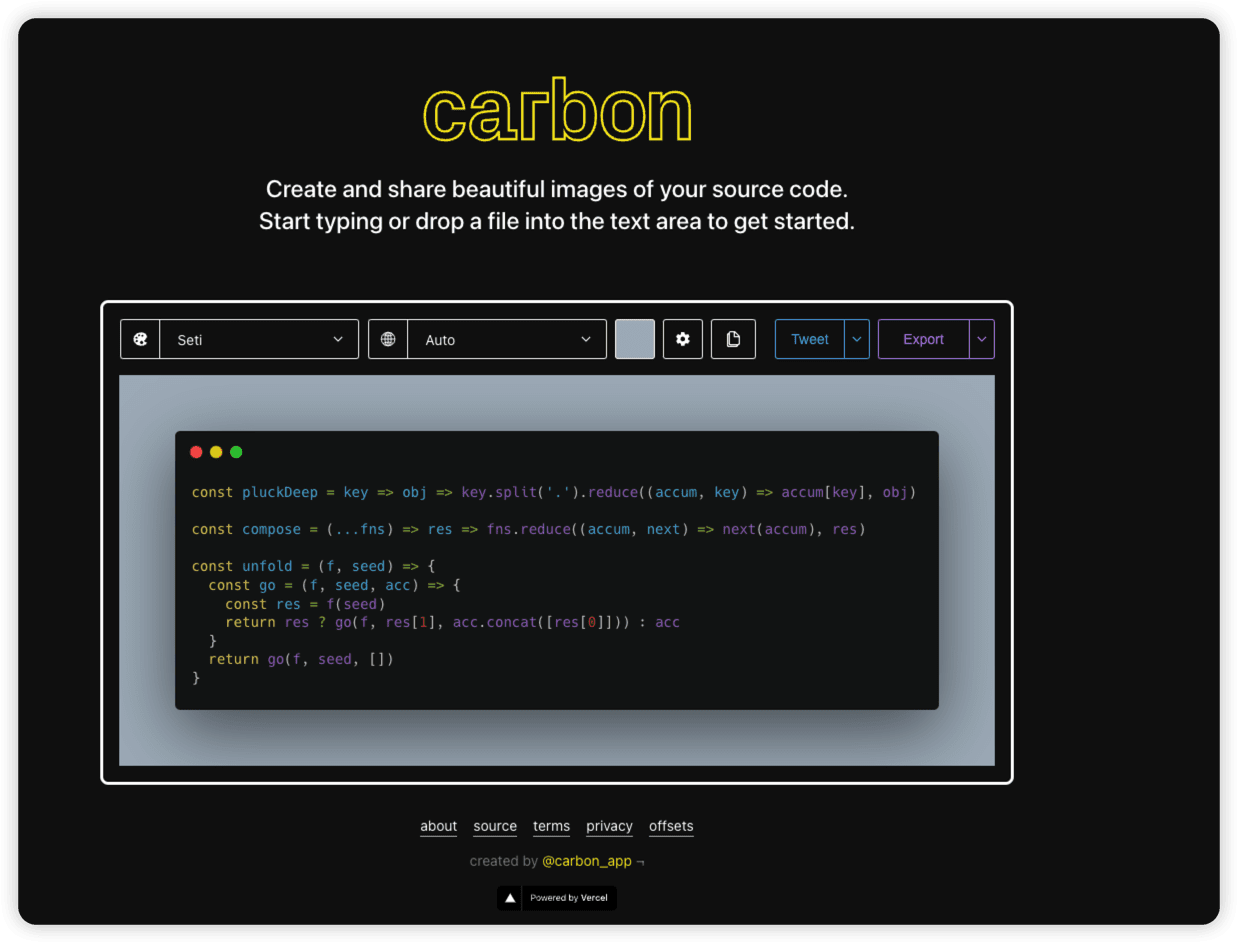 carbon
Create and share beautiful images of your source code.
Start typing or drop a file into the text area to get started.
Seti
Auto
Tweet
Export
const pluckDeep = key => obj => key.split('.').reduce((accum, key) => accum[key], obj)
const compose = (...fns) => res => fns.reduce((accum, next) => next(accum), res)
const unfold = (f, seed) => {
  const go = (f, seed, acc) => {
    const res = f(seed)
    return res ? go(f, res[1], acc.concat([res[0]])) : acc
  }
  return go(f, seed, [])
}
about source terms privacy offsets
created by @carbon_app ¬
Powered by Vercel